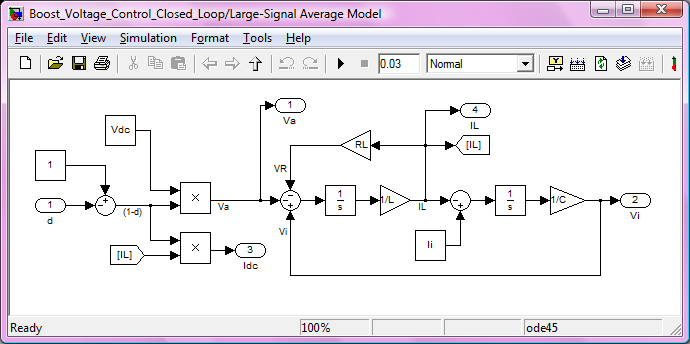 Boost_Voltage_Control_Closed_Loop/Large-Signal Average Model
File Edit View Simulation Format Tools Help
0.03 Normal
1
Va
4
IL
Vdc
RL
[IL]
VR
1
1
d
(1-d)
×
Va
1
s
1/L
IL
1
s
1/C
2
Vi
Vi
×
3
Idc
[IL]
Ii
Ready 100% ode45